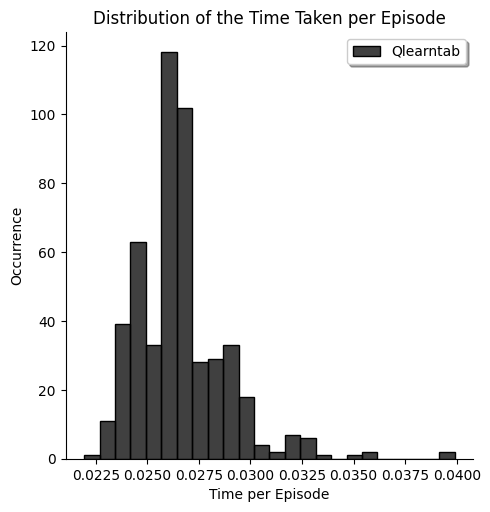 Distribution of the Time Taken per Episode
Qlearntab
Occurrence
120
100
80
60
40
20
0
0.0225 0.0250 0.0275 0.0300 0.0325 0.0350 0.0375 0.0400
Time per Episode